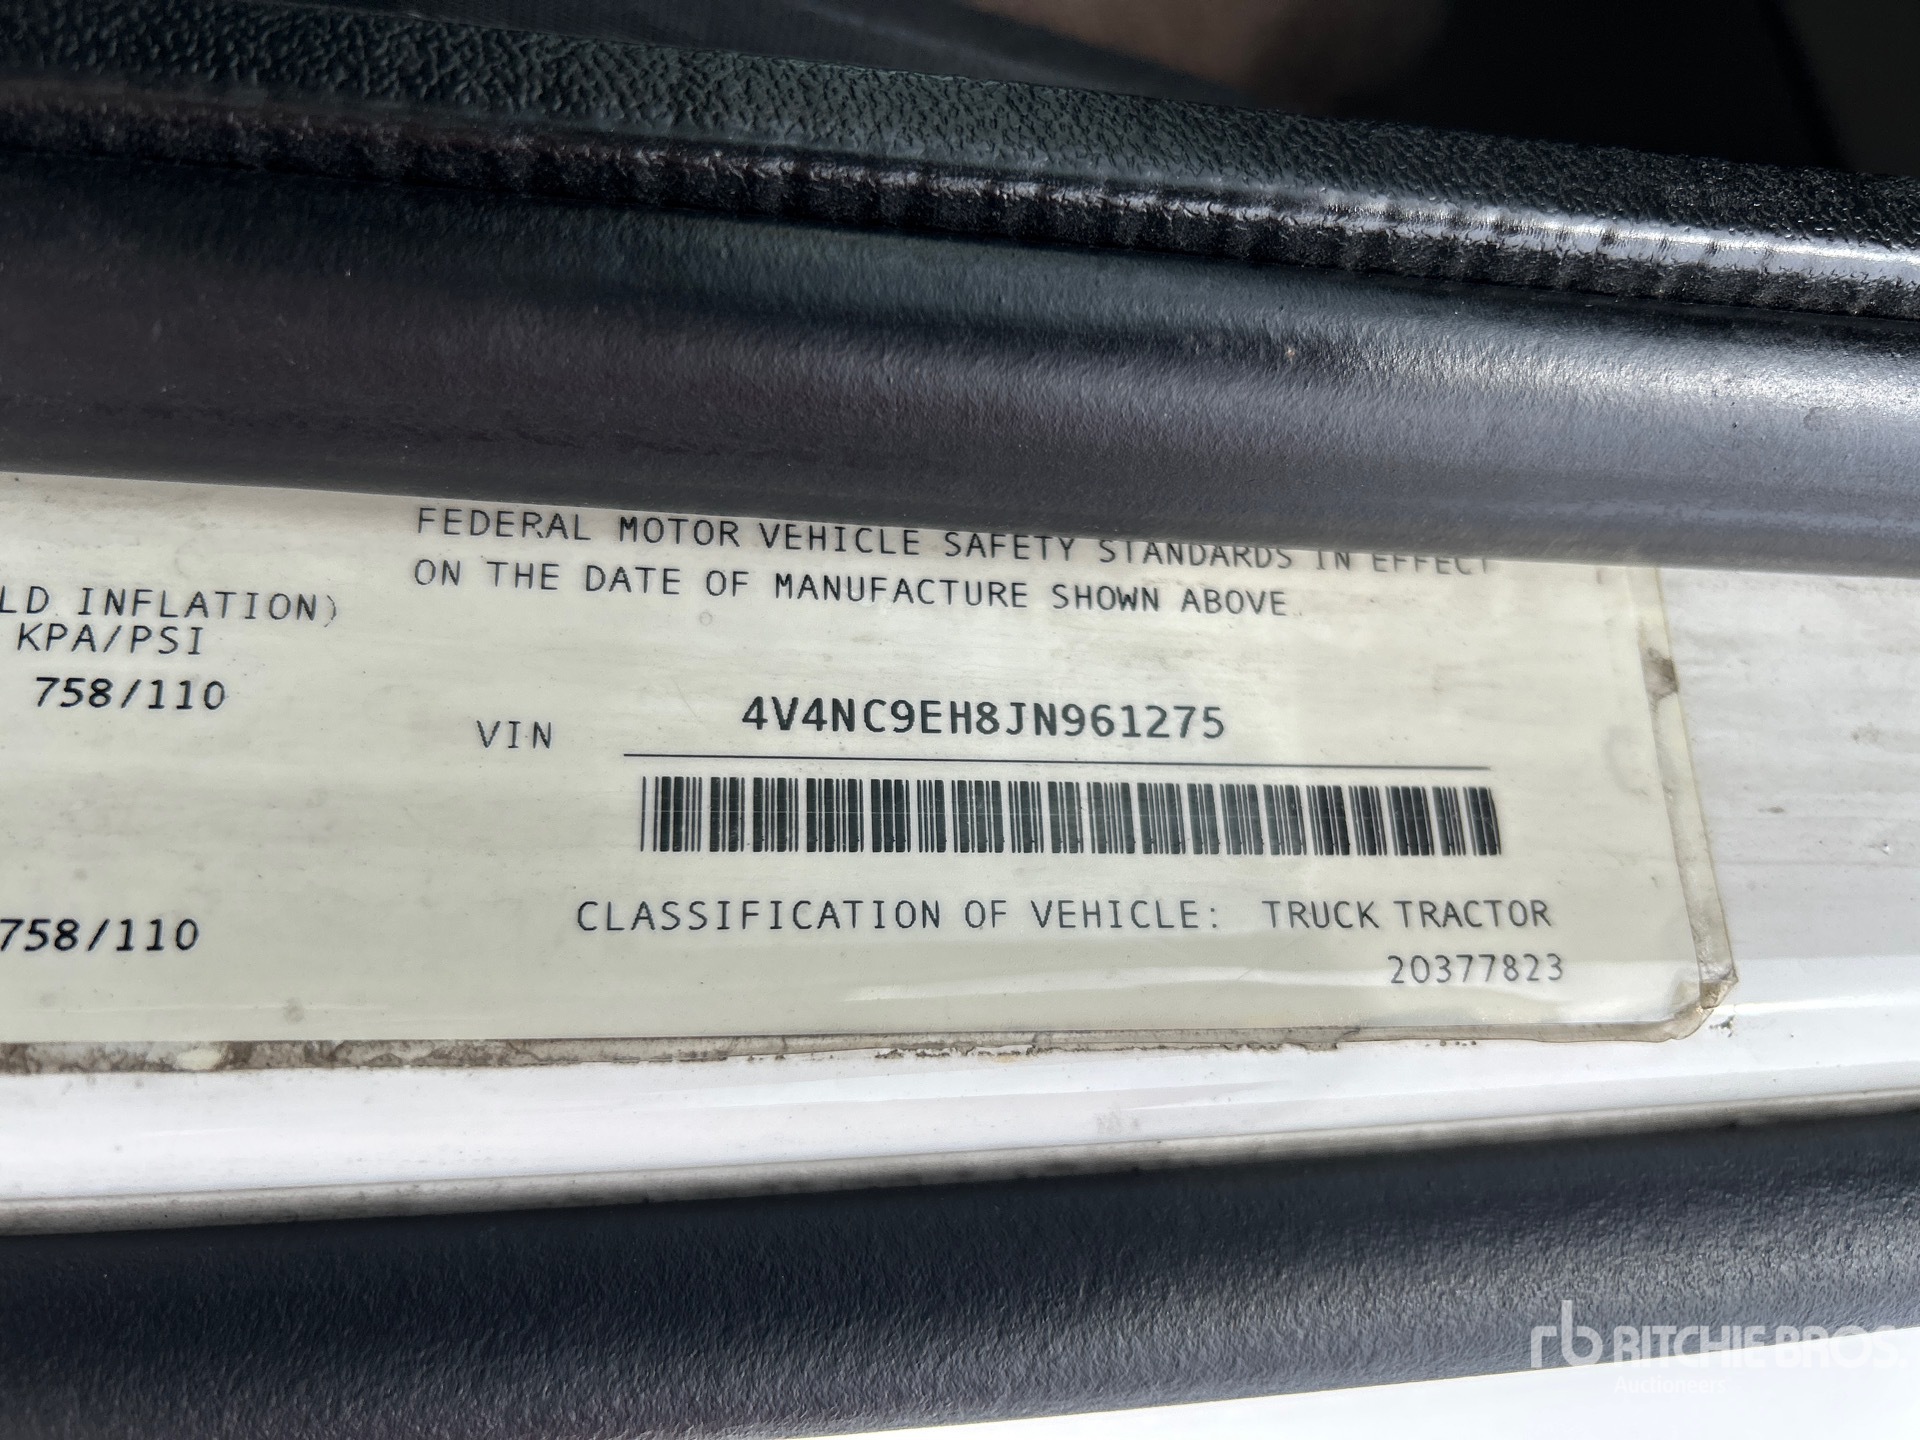 FEDERAL MOTOR VEHICLE SAFETY STANDARDS IN EFFECT
ON THE DATE OF MANUFACTURE SHOWN ABOVE.
LD INFLATION)
KPA/PSI
758/110
VIN 4V4NC9EH8JN961275
758/110
CLASSIFICATION OF VEHICLE: TRUCK TRACTOR
20377823
rb RITCHIE BROS.
Auctioneers